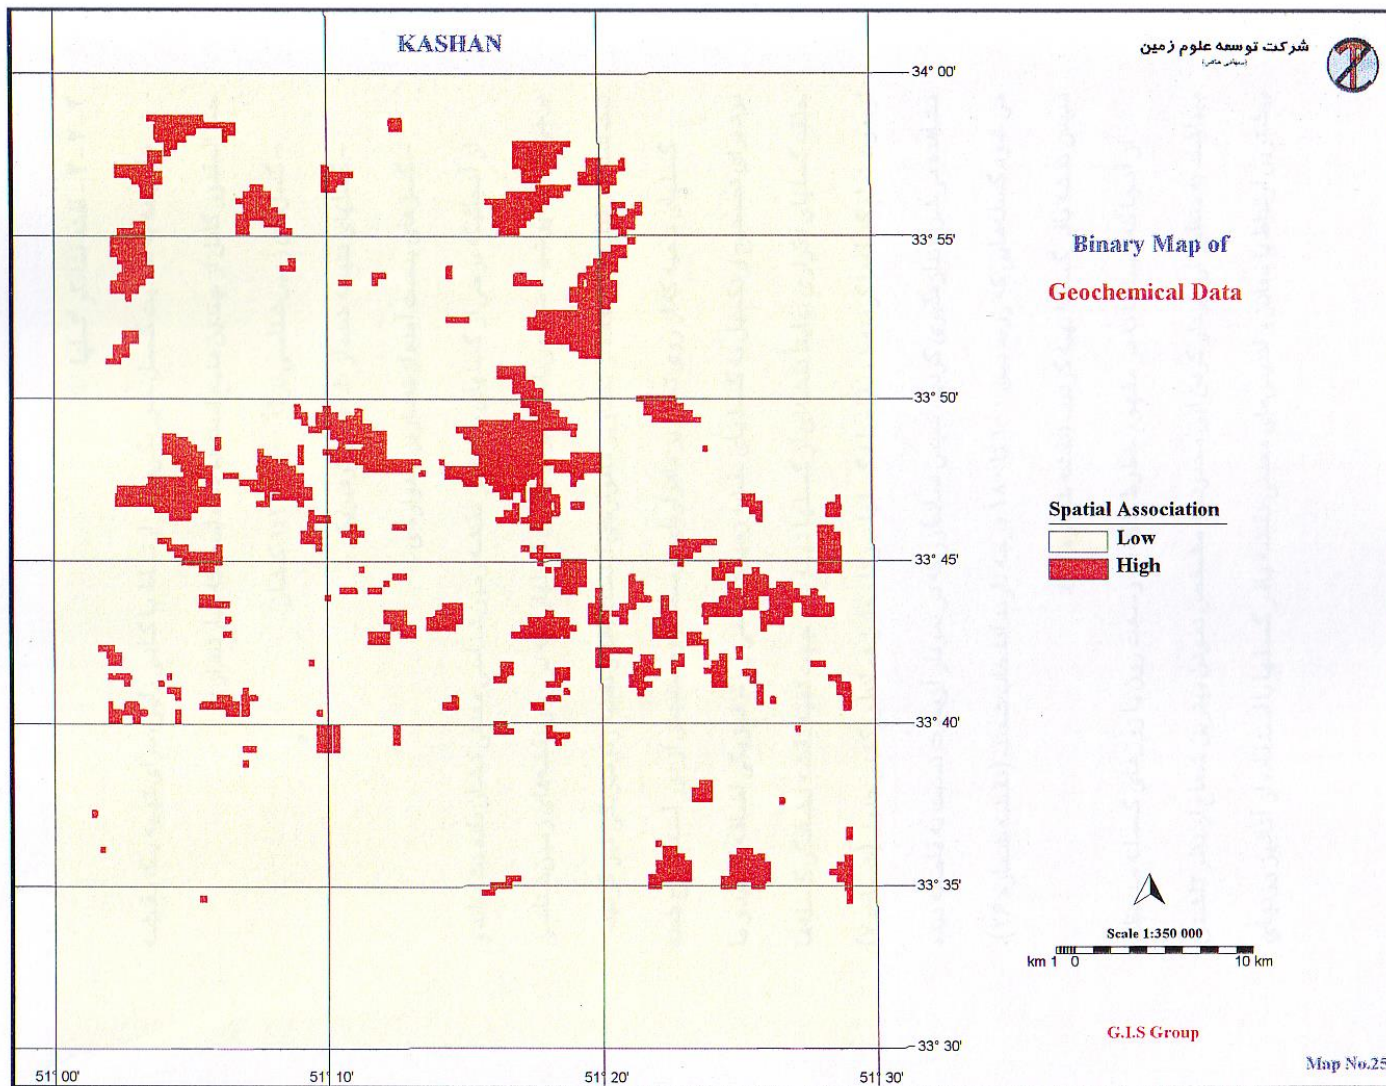 KASHAN
شرکت توسعه علوم زمین
(سهامی خاص)
34° 00'
33° 55'
33° 50'
33° 45'
33° 40'
33° 35'
33° 30'
51° 00'
51° 10'
51° 20'
51° 30'
Binary Map of
Geochemical Data
Spatial Association
Low
High
Scale 1:350 000
km 1 0 10 km
G.I.S Group
Map No.25